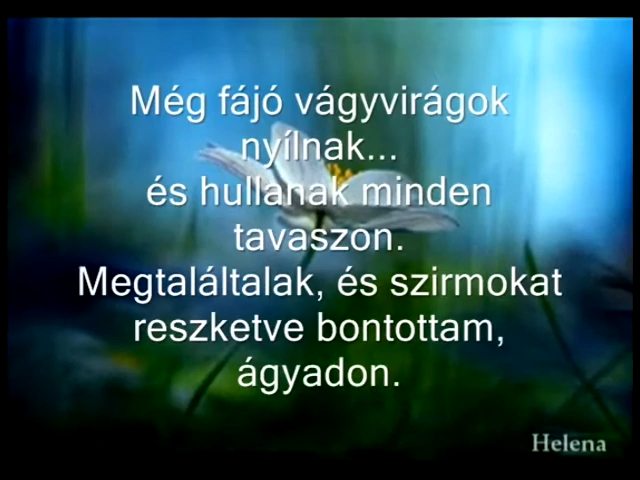 Még fájó vágyvirágok
nyílnak...
és hullanak minden
tavaszon.
Megtaláltalak, és szirmokat
reszketve bontottam,
ágyadon.
Helena